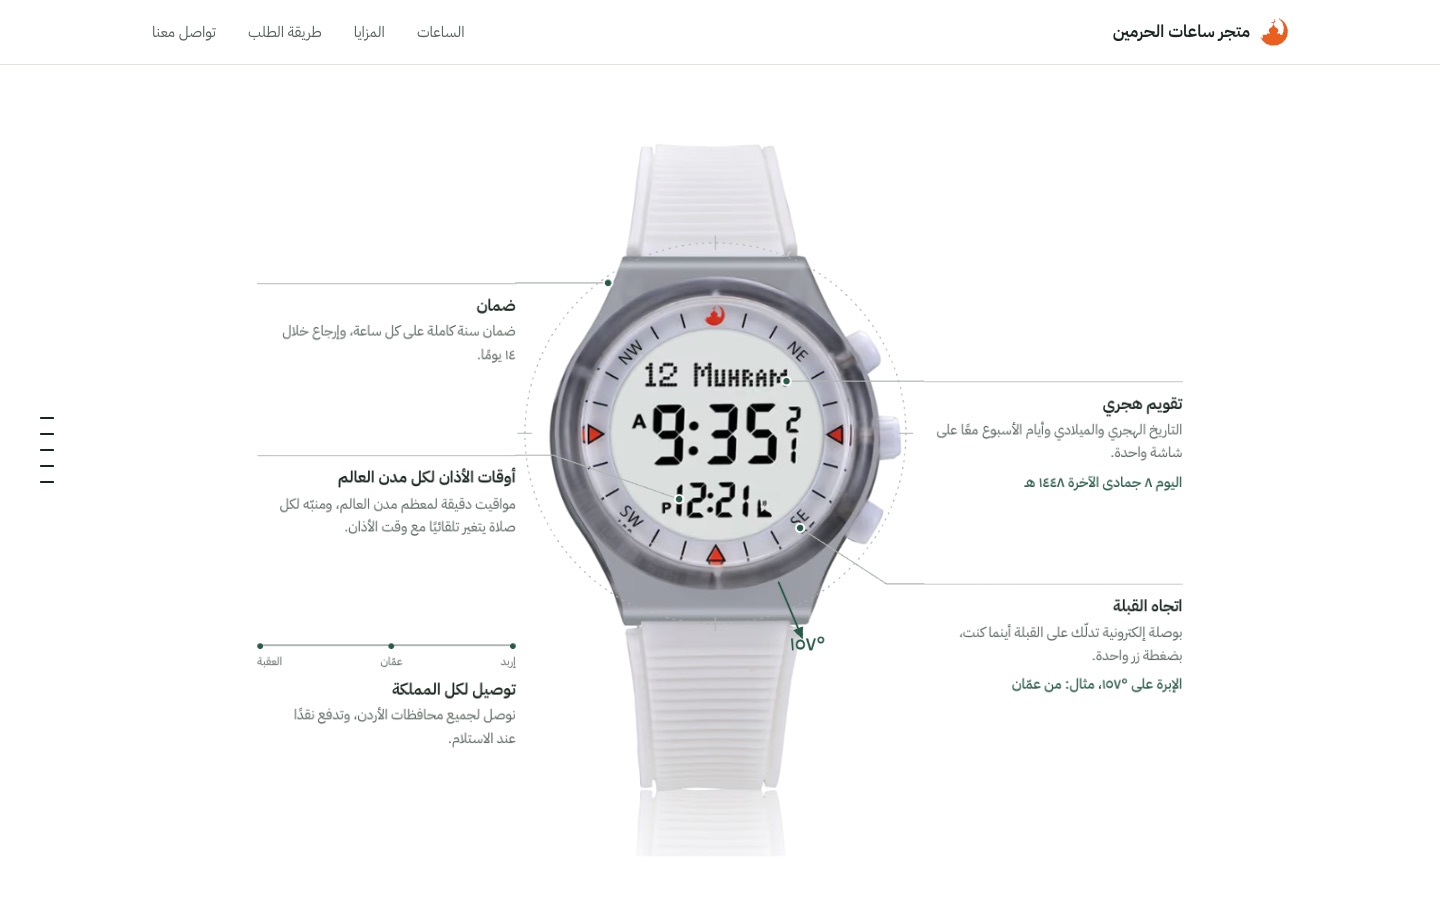 متجر ساعات الحرمين
الساعات
المزايا
طريقة الطلب
تواصل معنا
NW
NE
12 MUHRAM
A 9:35 21
P 12:21
SW
SE
١٥٧°
تقويم هجري
التاريخ الهجري والميلادي وأيام الأسبوع معًا على
شاشة واحدة.
اليوم ٨ جمادى الآخرة ١٤٤٨ هـ
اتجاه القبلة
بوصلة إلكترونية تدلّك على القبلة أينما كنت،
بضغطة زر واحدة.
الإبرة على ١٥٧°، مثال: من عمّان
ضمان
ضمان سنة كاملة على كل ساعة، وإرجاع خلال
١٤ يومًا.
أوقات الأذان لكل مدن العالم
مواقيت دقيقة لمعظم مدن العالم، ومنبّه لكل
صلاة يتغير تلقائيًا مع وقت الأذان.
إربد
عمّان
العقبة
توصيل لكل المملكة
نوصل لجميع محافظات الأردن، وتدفع نقدًا
عند الاستلام.